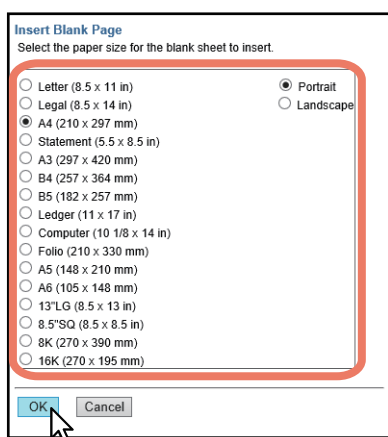 Insert Blank Page
Select the paper size for the blank sheet to insert.
Letter (8.5 x 11 in)
Portrait
Legal (8.5 x 14 in)
Landscape
A4 (210 x 297 mm)
Statement (5.5 x 8.5 in)
A3 (297 x 420 mm)
B4 (257 x 364 mm)
B5 (182 x 257 mm)
Ledger (11 x 17 in)
Computer (10 1/8 x 14 in)
Folio (210 x 330 mm)
A5 (148 x 210 mm)
A6 (105 x 148 mm)
13"LG (8.5 x 13 in)
8.5"SQ (8.5 x 8.5 in)
8K (270 x 390 mm)
16K (270 x 195 mm)
OK Cancel